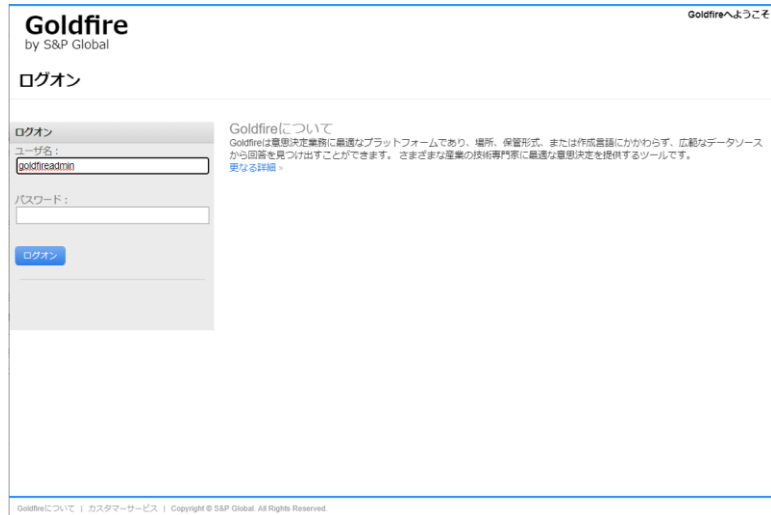 Goldfire
by S&P Global
Goldfireへようこそ
ログオン
ログオン
ユーザ名：
goldfireadmin
パスワード：
ログオン
Goldfireについて
Goldfireは意思決定業務に最適なプラットフォームであり、場所、保管形式、または作成言語にかかわらず、広範なデータソース
から回答を見つけ出すことができます。 さまざまな産業の技術専門家に最適な意思決定を提供するツールです。
更なる詳細 »
Goldfireについて | カスタマーサービス | Copyright © S&P Global. All Rights Reserved.